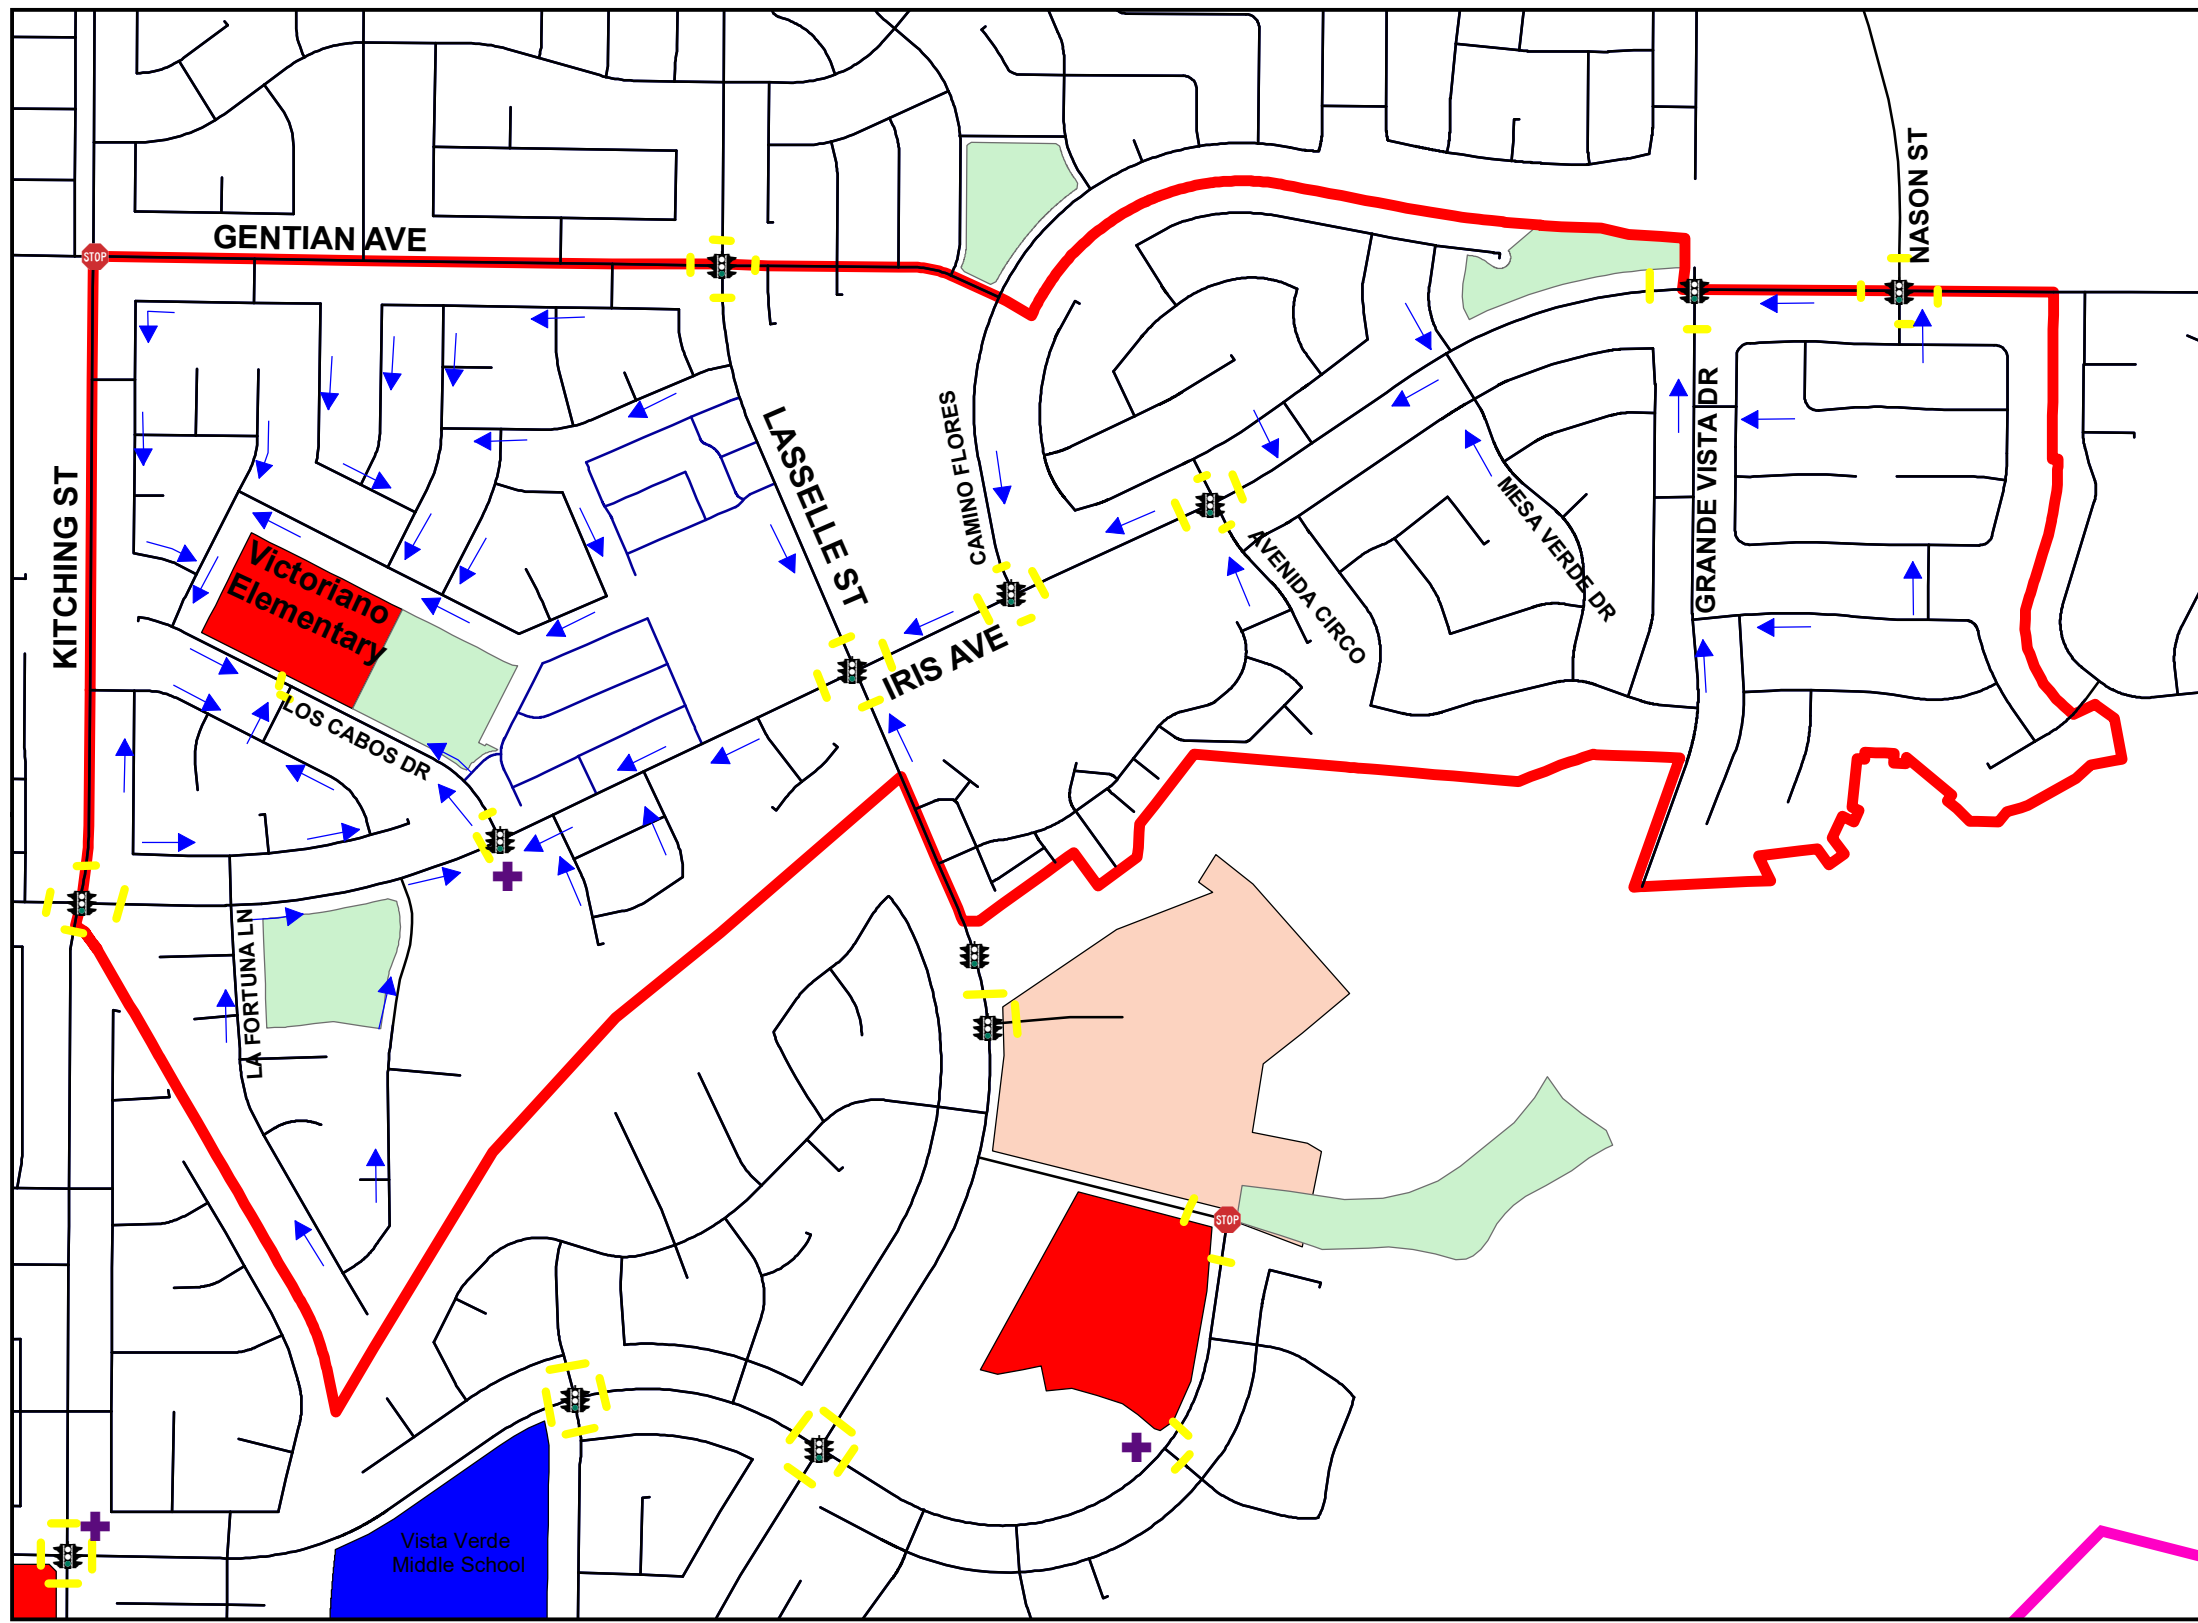 NASON ST
GENTIAN AVE
STOP
KITCHING ST
LASSELLE ST
CAMINO FLORES
GRANDE VISTA DR
MESA VERDE DR
AVENIDA CIRCO
Victoriano
Elementary
IRIS AVE
LOS CABOS DR
LA FORTUNA LN
STOP
Vista Verde
Middle School